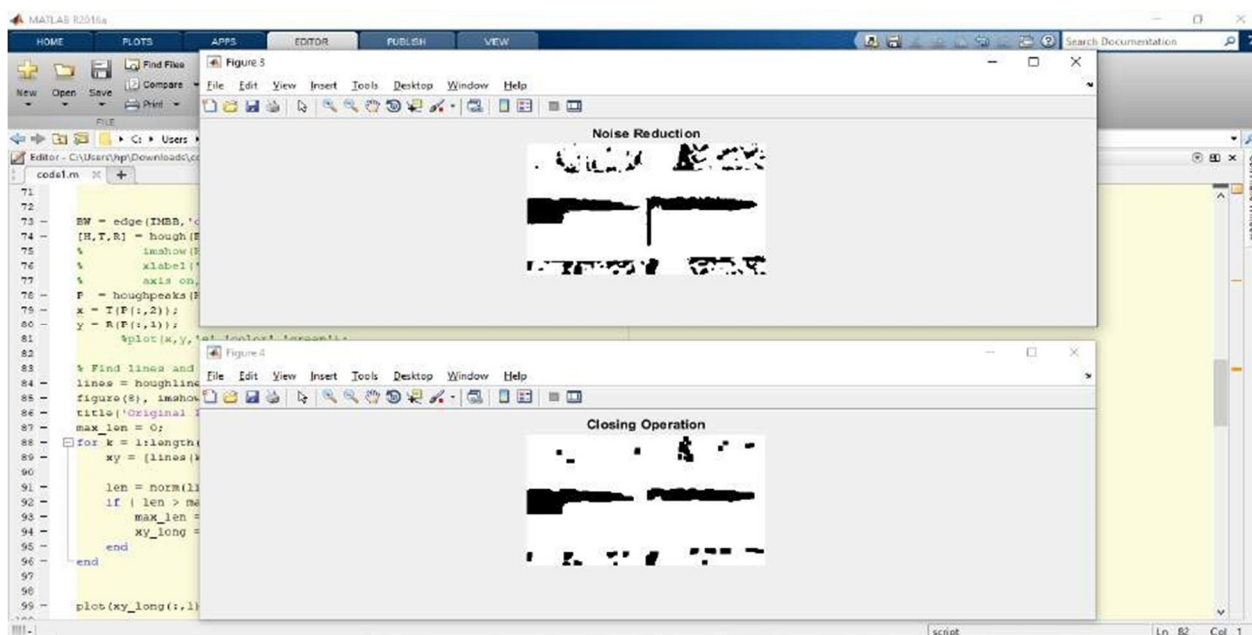 MATLAB R2016a
HOME PLOTS APPS EDITOR PUBLISH VIEW
Search Documentation
New Open Save
Find Files
Compare
Print
FILE
C: Users
Editor - C:\Users\hp\Downloads\
code1.m
Figure 3
File Edit View Insert Tools Desktop Window Help
Noise Reduction
Figure 4
File Edit View Insert Tools Desktop Window Help
Closing Operation
71
72
73 BW = edge(IMBB,'c
74 [H,T,R] = hough(
75 % imshow(
76 % xlabel('
77 % axis on,
78 P = houghpeaks(
79 x = T(P(:,2));
80 y = R(P(:,1));
81 %plot(x,y,'s','color','green');
82
83 % Find lines and
84 lines = houghline
85 figure(8), imshow
86 title('Original I
87 max_len = 0;
88 for k = 1:length(
89 xy = [lines(
90
91 len = norm(li
92 if ( len > ma
93 max_len =
94 xy_long =
95 end
96 end
97
98
99 plot(xy_long(:,1)
script
Ln 82 Col 1